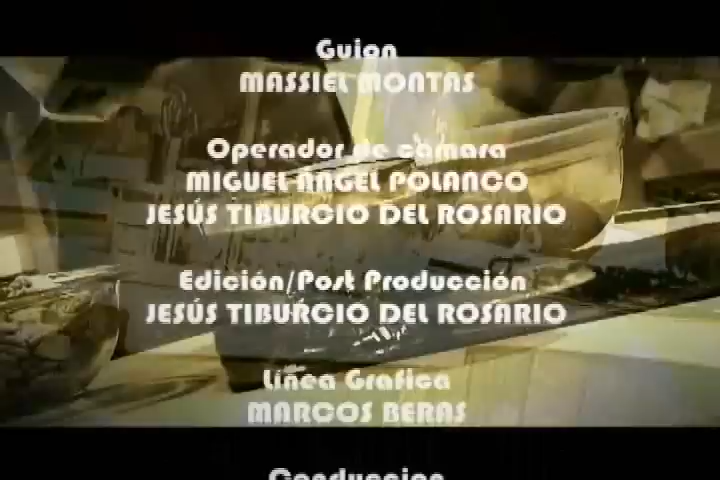 Guion
MASSIEL MONTAS
Operador de cámara
MIGUEL ÁNGEL POLANCO
JESÚS TIBURCIO DEL ROSARIO
Edición/Post Producción
JESÚS TIBURCIO DEL ROSARIO
Línea Grafica
MARCOS BERAS
Conduccion